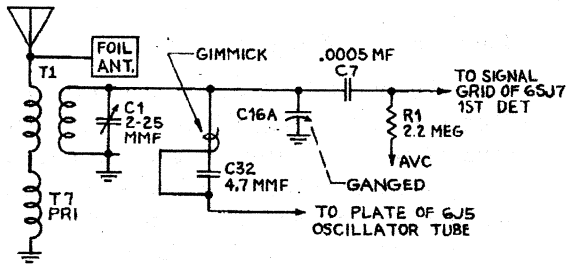 FOIL
ANT.
T1
C1
2-25
MMF
T7
PRI
GIMMICK
C32
4.7 MMF
C16A
GANGED
.0005 MF
C7
R1
2.2 MEG
AVC
TO SIGNAL
GRID OF 6SJ7
1ST DET
TO PLATE OF 6J5
OSCILLATOR TUBE